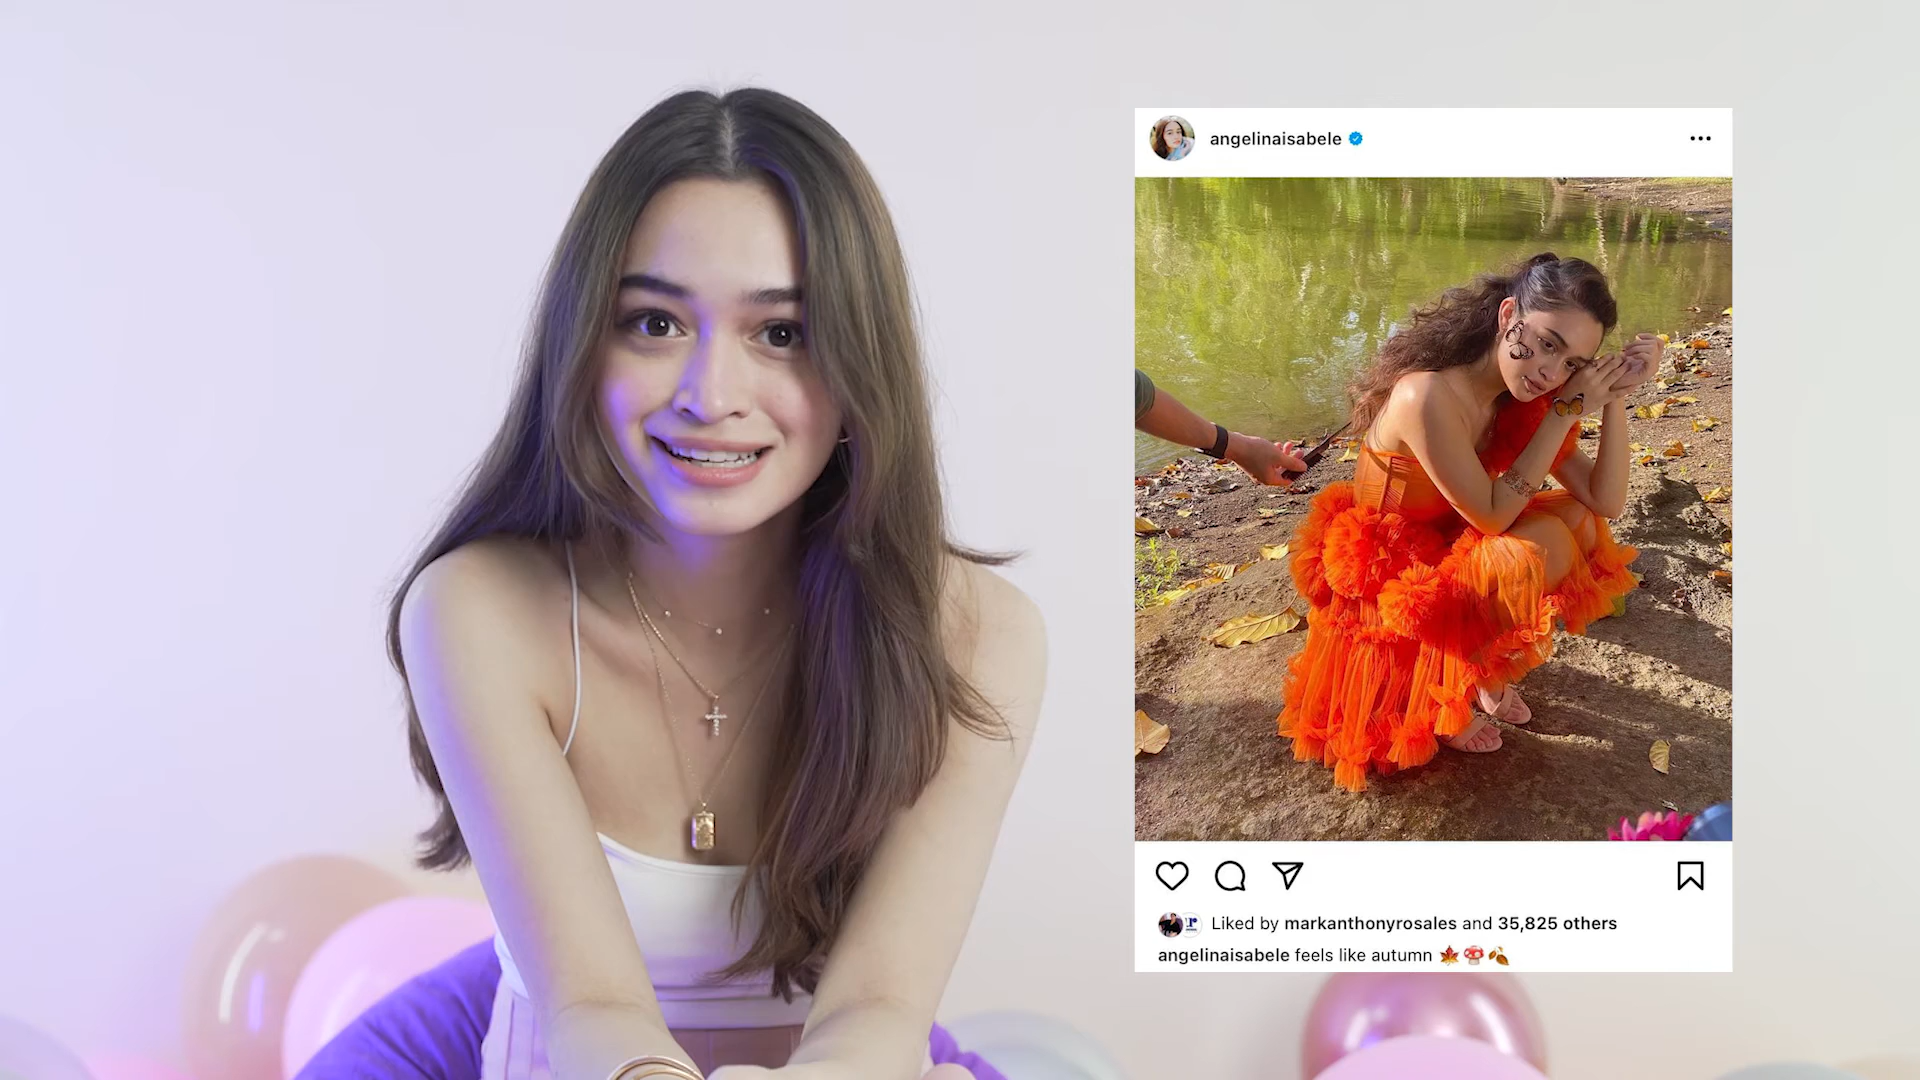 angelinaisabele
Liked by markanthonyrosales and 35,825 others
angelinaisabele feels like autumn 🍁🍄🍂